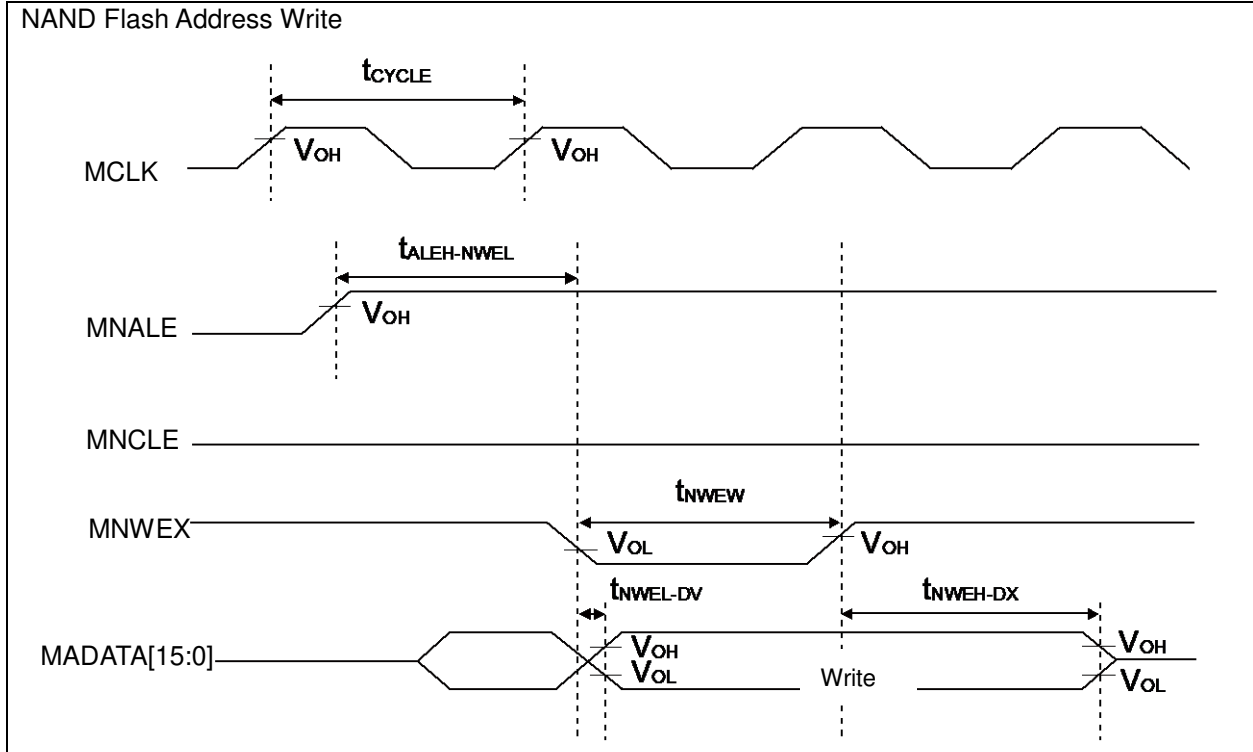 NAND Flash Address Write
tCYCLE
VOH
VOH
MCLK
tALEH-NWEL
VOH
MNALE
MNCLE
tNWEW
MNWEX
VOL
VOH
tNWEL-DV
tNWEH-DX
VOH
VOH
MADATA[15:0]
VOL
Write
VOL